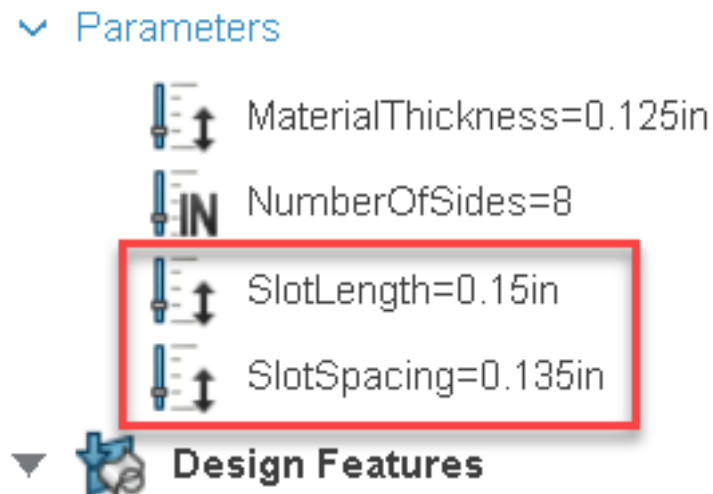 Parameters
MaterialThickness=0.125in
IN NumberOfSides=8
SlotLength=0.15in
SlotSpacing=0.135in
Design Features